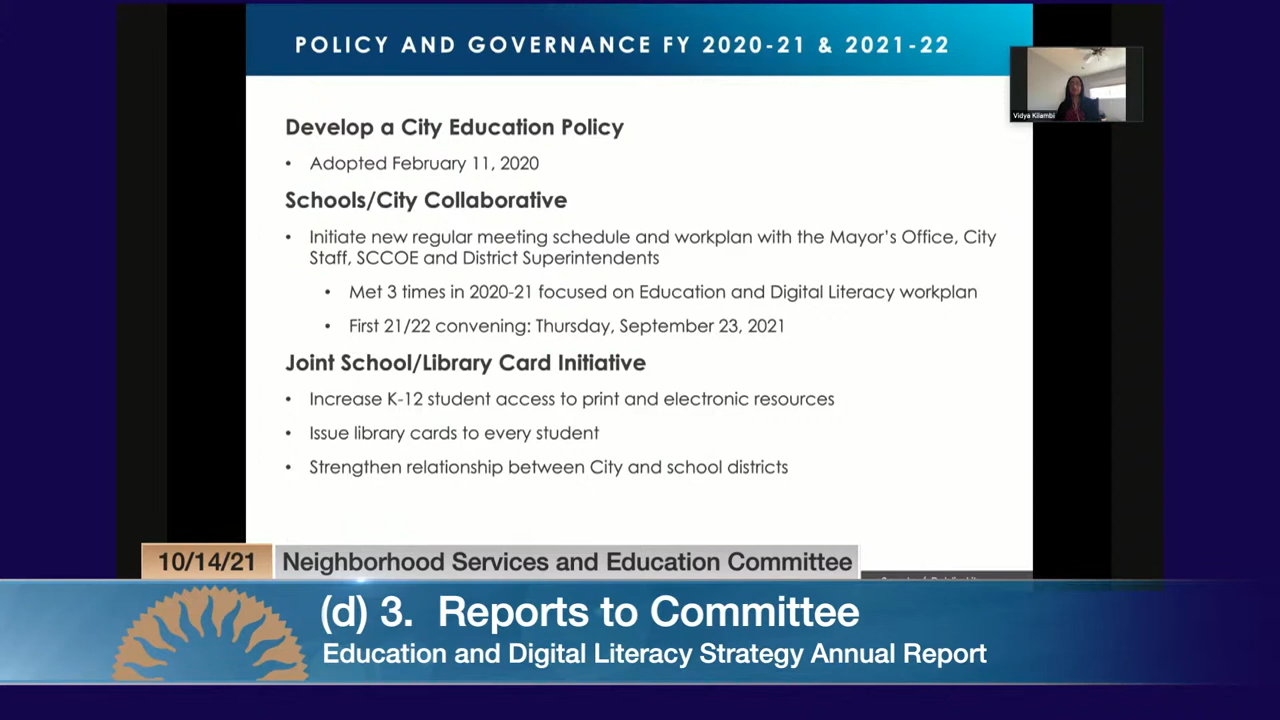 POLICY AND GOVERNANCE FY 2020-21 & 2021-22
Vidya Kilambi
Develop a City Education Policy
• Adopted February 11, 2020
Schools/City Collaborative
• Initiate new regular meeting schedule and workplan with the Mayor's Office, City
Staff, SCCOE and District Superintendents
• Met 3 times in 2020-21 focused on Education and Digital Literacy workplan
• First 21/22 convening: Thursday, September 23, 2021
Joint School/Library Card Initiative
• Increase K-12 student access to print and electronic resources
• Issue library cards to every student
• Strengthen relationship between City and school districts
10/14/21 Neighborhood Services and Education Committee
(d) 3. Reports to Committee
Education and Digital Literacy Strategy Annual Report